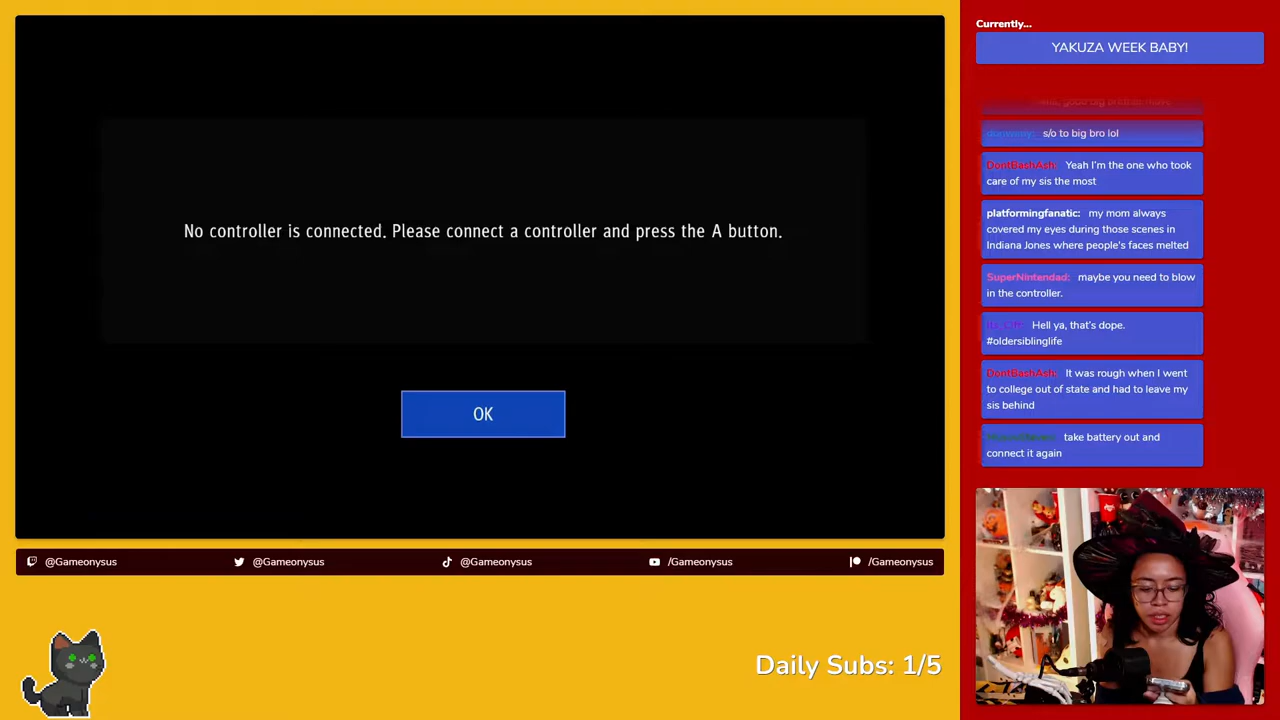 No controller is connected. Please connect a controller and press the A button.
OK
@Gameonysus
@Gameonysus
@Gameonysus
/Gameonysus
/Gameonysus
Daily Subs: 1/5
Currently...
YAKUZA WEEK BABY!
s/o to big bro lol
DontBashAsh: Yeah I'm the one who took
care of my sis the most
platformingfanatic: my mom always
covered my eyes during those scenes in
Indiana Jones where people's faces melted
SuperNintendad: maybe you need to blow
in the controller.
Hell ya, that's dope.
#oldersiblinglife
DontBashAsh: It was rough when I went
to college out of state and had to leave my
sis behind
take battery out and
connect it again